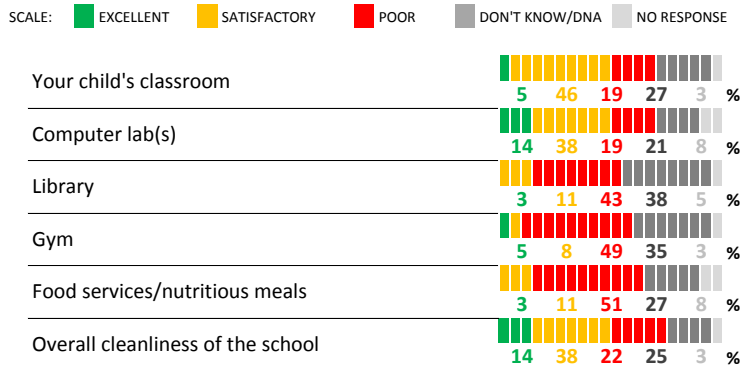 SCALE: EXCELLENT SATISFACTORY POOR DON'T KNOW/DNA NO RESPONSE
Your child's classroom
5 46 19 27 3 %
Computer lab(s)
14 38 19 21 8 %
Library
3 11 43 38 5 %
Gym
5 8 49 35 3 %
Food services/nutritious meals
3 11 51 27 8 %
Overall cleanliness of the school
14 38 22 25 3 %